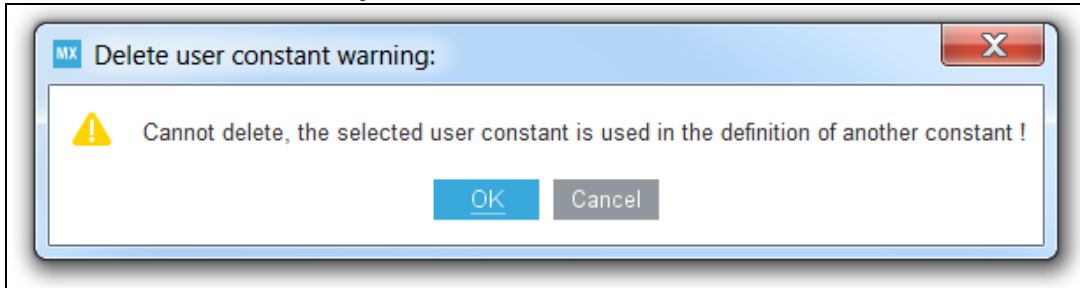 MX Delete user constant warning:
Cannot delete, the selected user constant is used in the definition of another constant !
OK Cancel